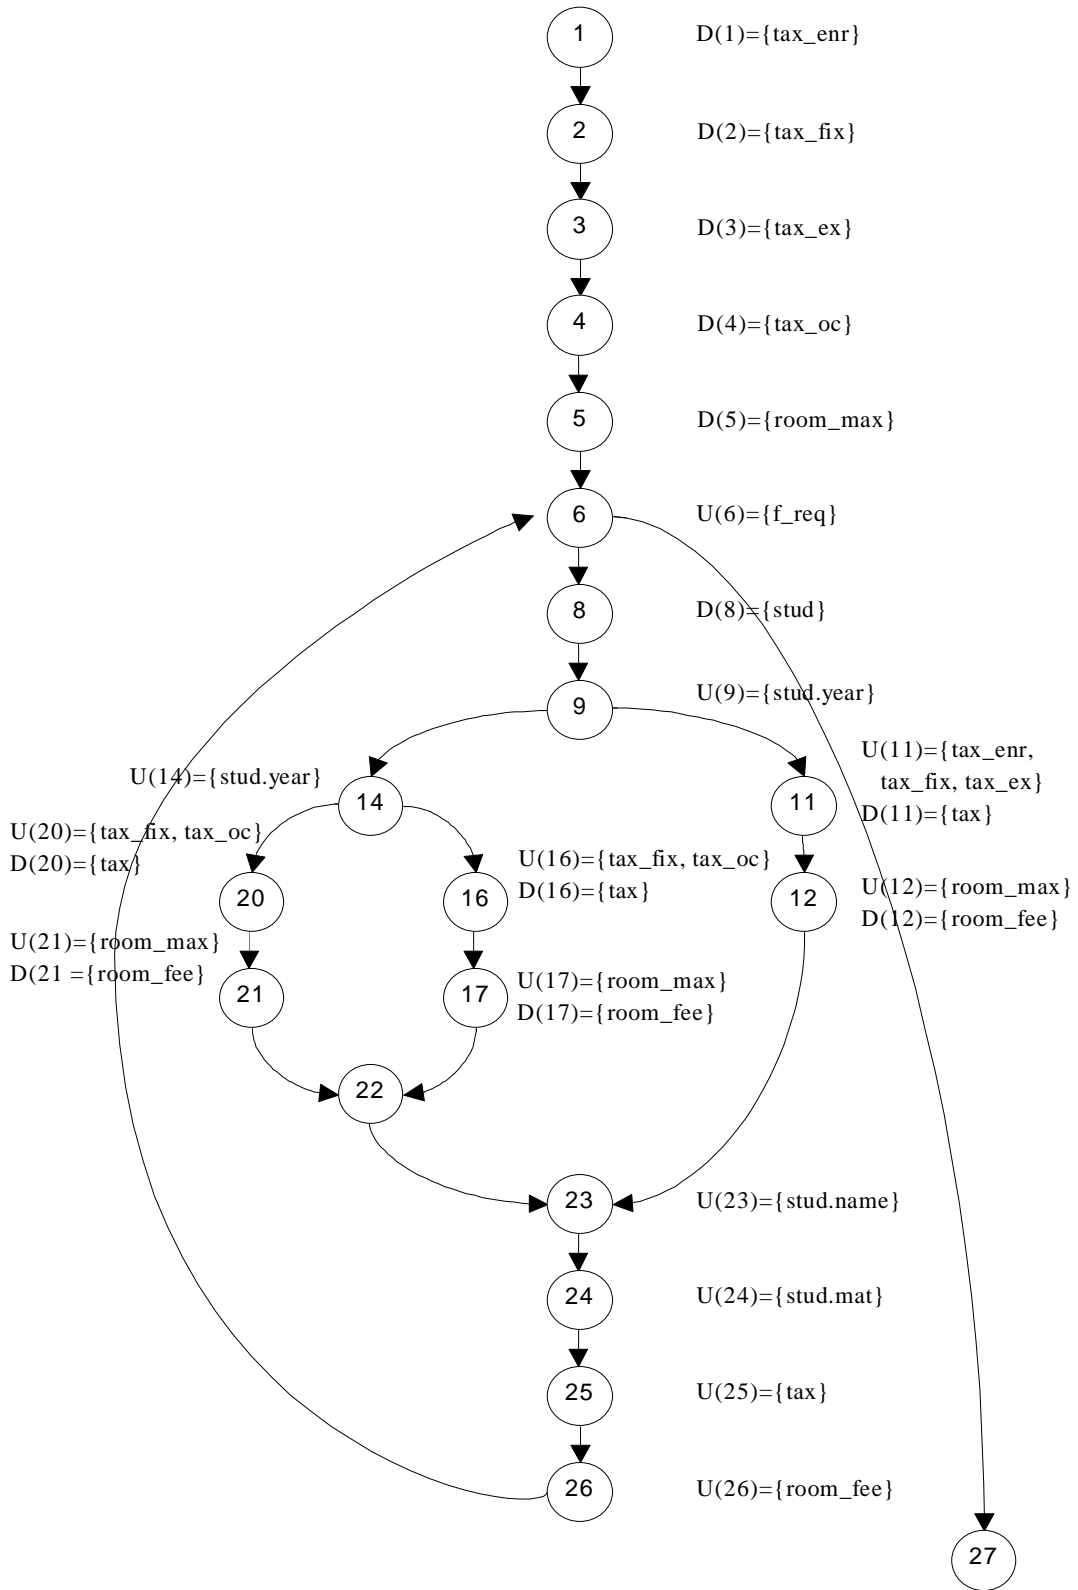 1
D(1)={tax_enr}
2
D(2)={tax_fix}
3
D(3)={tax_ex}
4
D(4)={tax_oc}
5
D(5)={room_max}
6
U(6)={f_req}
8
D(8)={stud}
9
U(9)={stud.year}
U(14)={stud.year}
14
11
U(11)={tax_enr,
tax_fix, tax_ex}
D(11)={tax}
U(20)={tax_fix, tax_oc}
D(20)={tax}
20
U(16)={tax_fix, tax_oc}
D(16)={tax}
16
12
U(12)={room_max}
D(12)={room_fee}
U(21)={room_max}
D(21 ={room_fee}
21
17
U(17)={room_max}
D(17)={room_fee}
22
23
U(23)={stud.name}
24
U(24)={stud.mat}
25
U(25)={tax}
26
U(26)={room_fee}
27